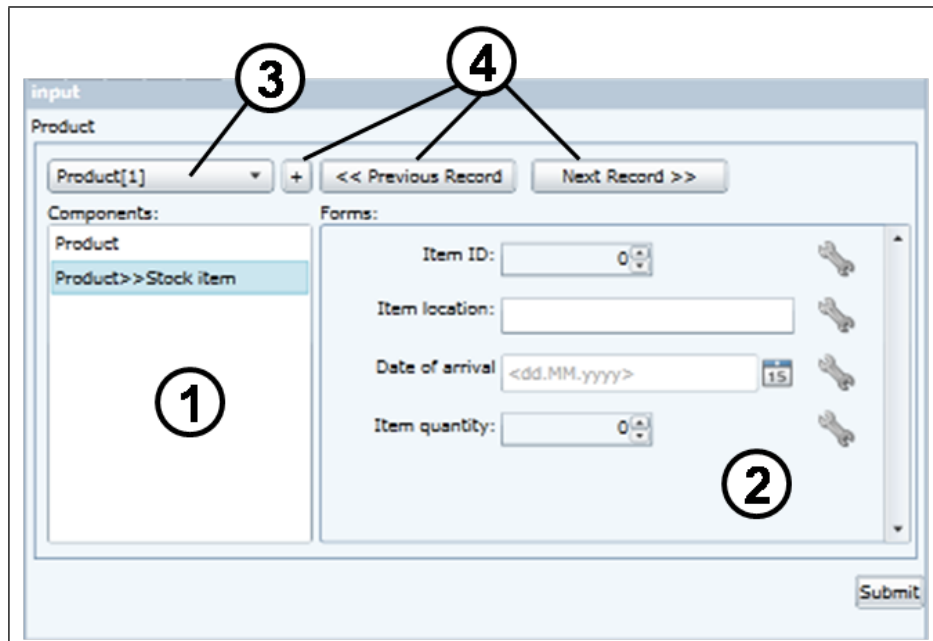 3
4
input
Product
Product[1] + << Previous Record Next Record >>
Components: Forms:
Product
Product>>Stock item
Item ID: 0
Item location:
Date of arrival <dd.MM.yyyy> 15
Item quantity: 0
1
2
Submit